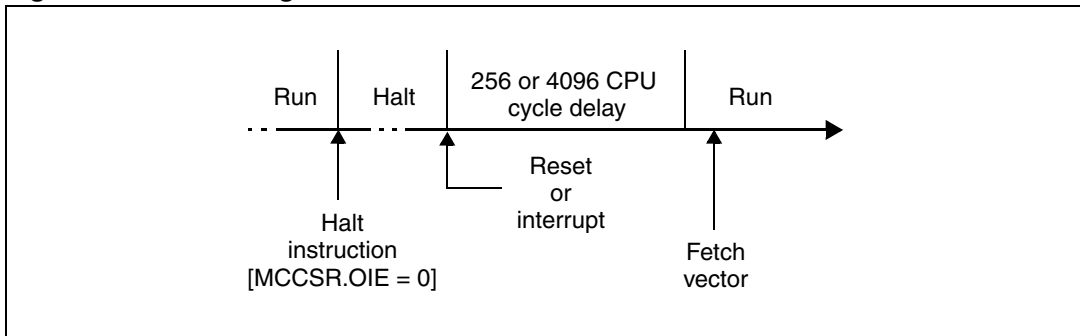 Run
Halt
256 or 4096 CPU
cycle delay
Run
Reset
or
interrupt
Halt
instruction
[MCCSR.OIE = 0]
Fetch
vector